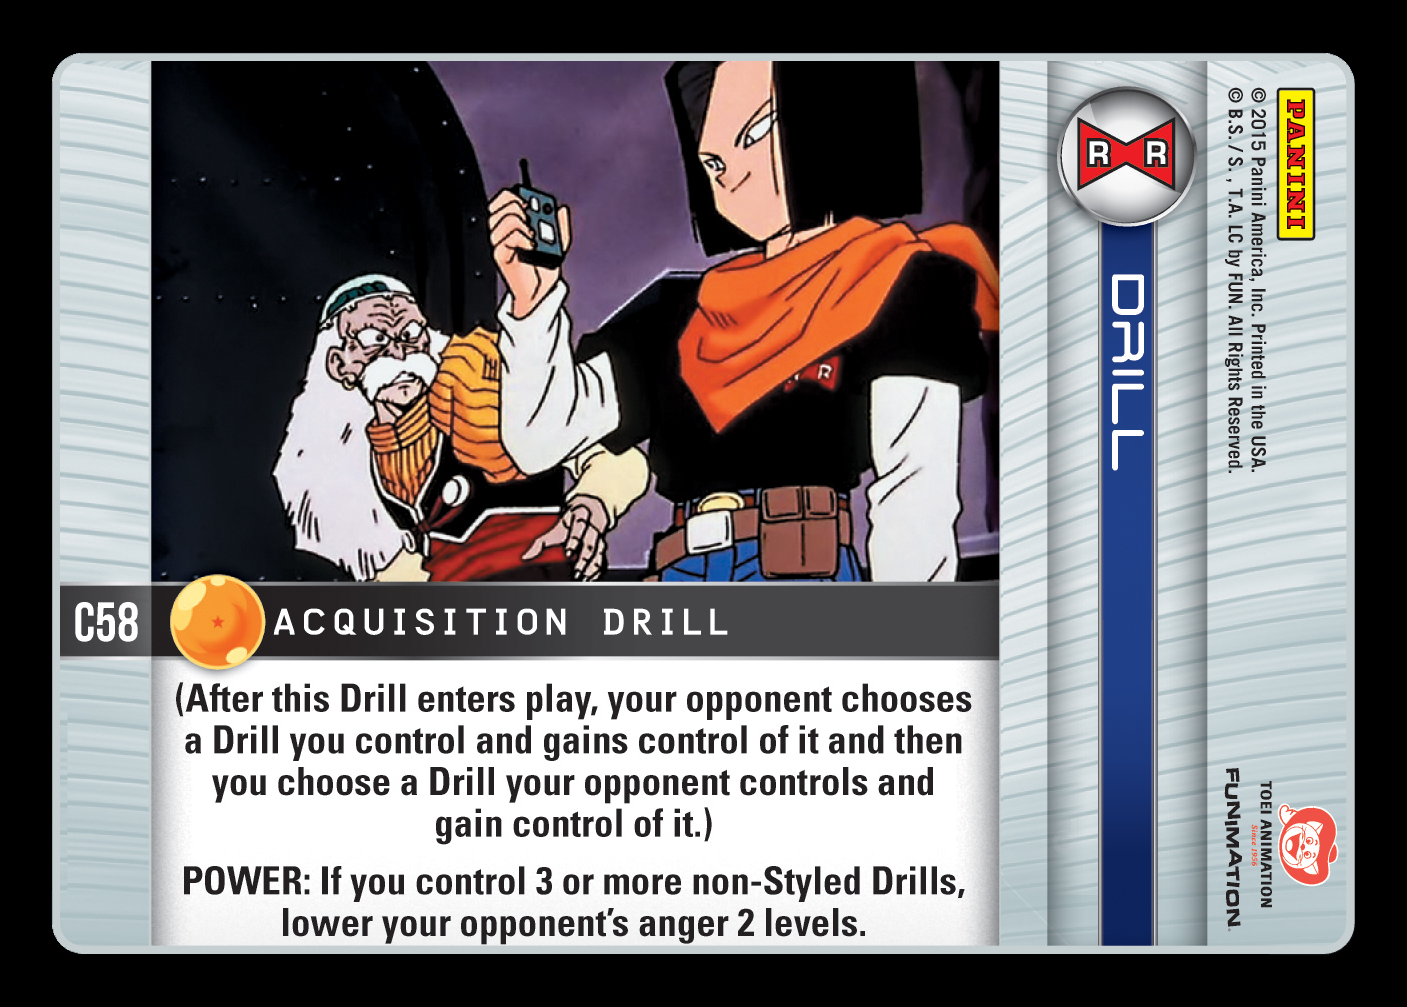 C58
ACQUISITION DRILL
(After this Drill enters play, your opponent chooses
a Drill you control and gains control of it and then
you choose a Drill your opponent controls and
gain control of it.)
POWER: If you control 3 or more non-Styled Drills,
lower your opponent’s anger 2 levels.
R R
R
DRILL
PANINI
© 2015 Panini America, Inc. Printed in the USA.
© B.S./ S. , T.A. LC by FUN. All Rights Reserved.
TOEI ANIMATION
Since 1956
FUNIMATION